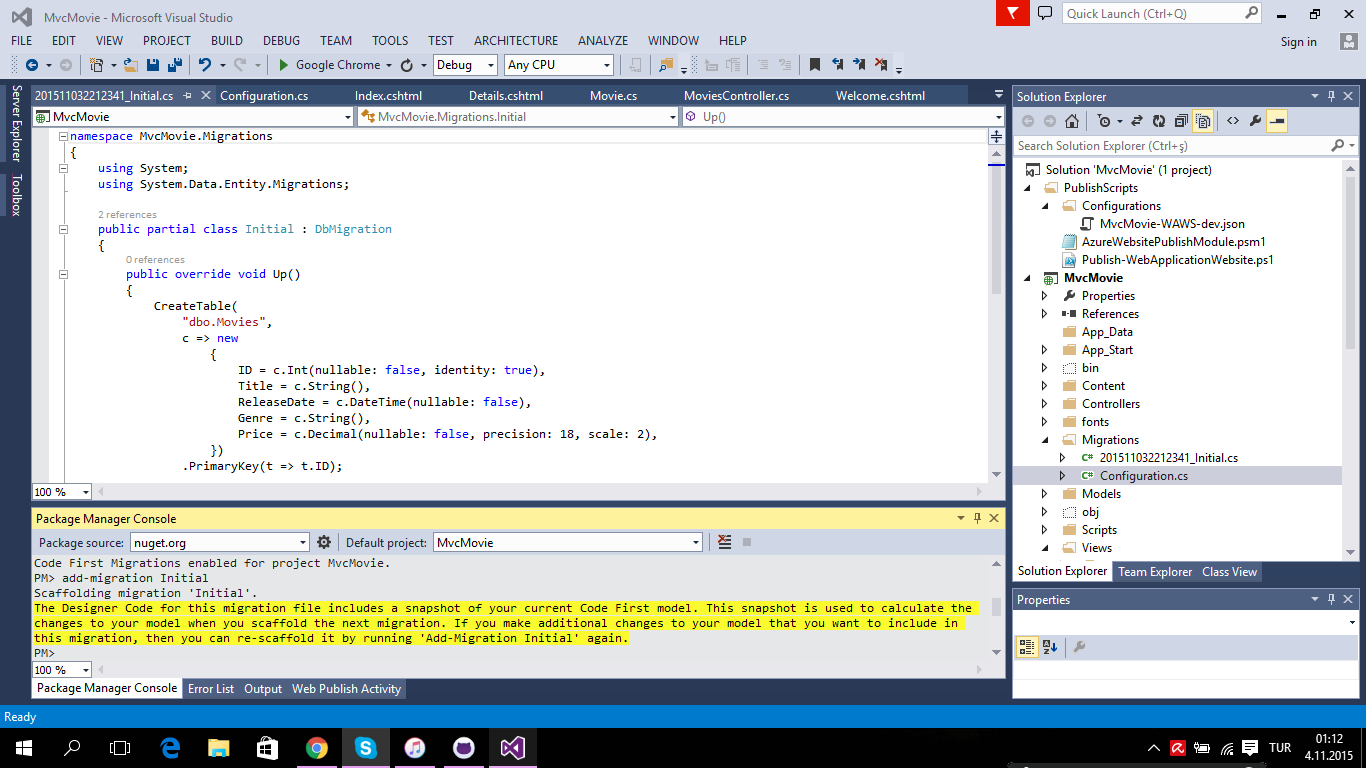 MvcMovie - Microsoft Visual Studio
Quick Launch (Ctrl+Q)
FILE EDIT VIEW PROJECT BUILD DEBUG TEAM TOOLS TEST ARCHITECTURE ANALYZE WINDOW HELP
Sign in
Google Chrome Debug Any CPU
Server Explorer
Toolbox
201511032212341_Initial.cs Configuration.cs Index.cshtml Details.cshtml Movie.cs MoviesController.cs Welcome.cshtml
MvcMovie MvcMovie.Migrations.Initial Up()
namespace MvcMovie.Migrations
{
using System;
using System.Data.Entity.Migrations;
2 references
public partial class Initial : DbMigration
{
0 references
public override void Up()
{
CreateTable(
"dbo.Movies",
c => new
{
ID = c.Int(nullable: false, identity: true),
Title = c.String(),
ReleaseDate = c.DateTime(nullable: false),
Genre = c.String(),
Price = c.Decimal(nullable: false, precision: 18, scale: 2),
})
.PrimaryKey(t => t.ID);
100 %
Package Manager Console
Package source: nuget.org Default project: MvcMovie
Code First Migrations enabled for project MvcMovie.
PM> add-migration Initial
Scaffolding migration 'Initial'.
The Designer Code for this migration file includes a snapshot of your current Code First model. This snapshot is used to calculate the
changes to your model when you scaffold the next migration. If you make additional changes to your model that you want to include in
this migration, then you can re-scaffold it by running 'Add-Migration Initial' again.
PM>
100 %
Package Manager Console Error List Output Web Publish Activity
Solution Explorer
Search Solution Explorer (Ctrl+ş)
Solution 'MvcMovie' (1 project)
PublishScripts
Configurations
MvcMovie-WAWS-dev.json
AzureWebsitePublishModule.psm1
Publish-WebApplicationWebsite.ps1
MvcMovie
Properties
References
App_Data
App_Start
bin
Content
Controllers
fonts
Migrations
C# 201511032212341_Initial.cs
C# Configuration.cs
Models
obj
Scripts
Views
Solution Explorer Team Explorer Class View
Properties
Ready
TUR
01:12
4.11.2015